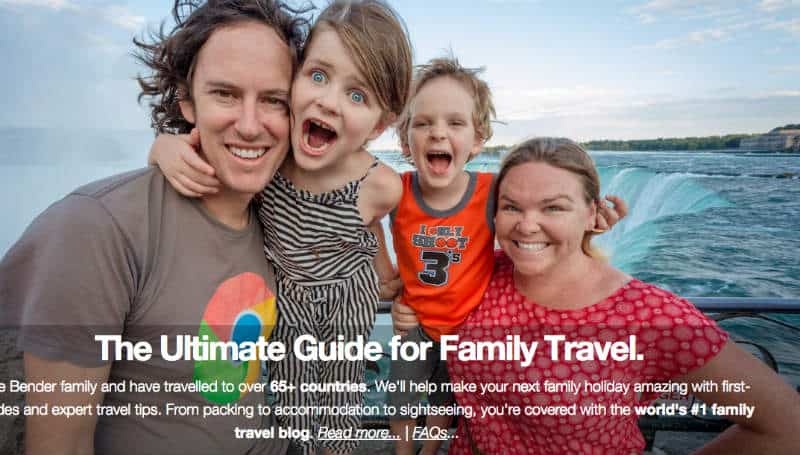 I ONLY
SHOOT
3's
The Ultimate Guide for Family Travel.
Bender family and have travelled to over 65+ countries. We'll help make your next family holiday amazing with first-
and expert travel tips. From packing to accommodation to sightseeing, you're covered with the world's #1 family
travel blog. Read more... | FAQs...